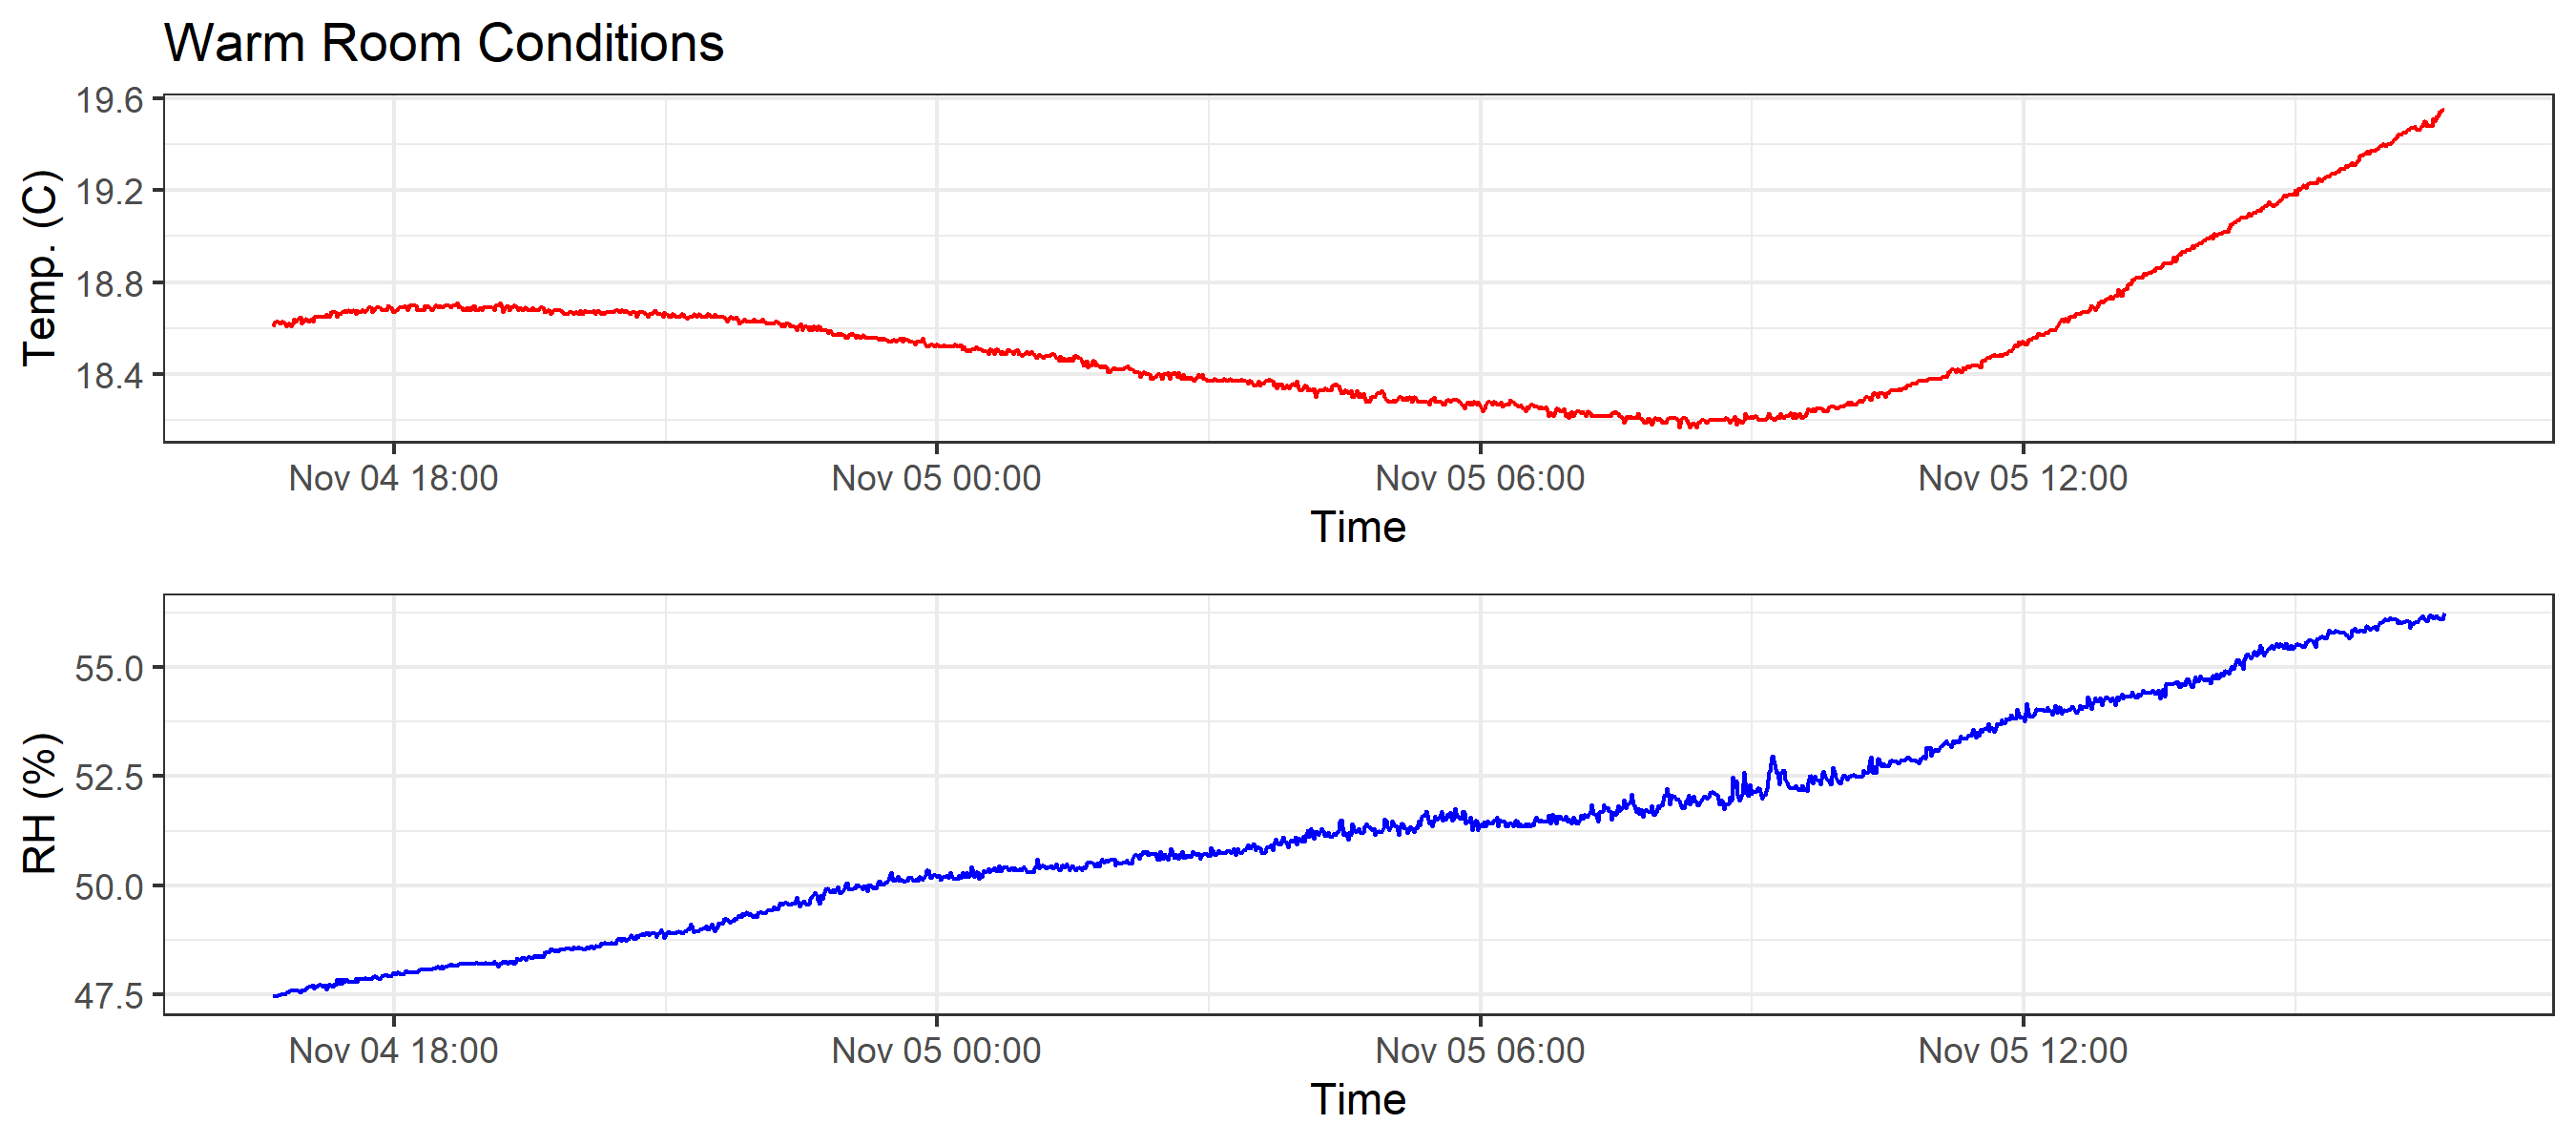 Warm Room Conditions
Temp. (C)
19.6
19.2
18.8
18.4
Nov 04 18:00 Nov 05 00:00 Nov 05 06:00 Nov 05 12:00
Time
RH (%)
55.0
52.5
50.0
47.5
Nov 04 18:00 Nov 05 00:00 Nov 05 06:00 Nov 05 12:00
Time